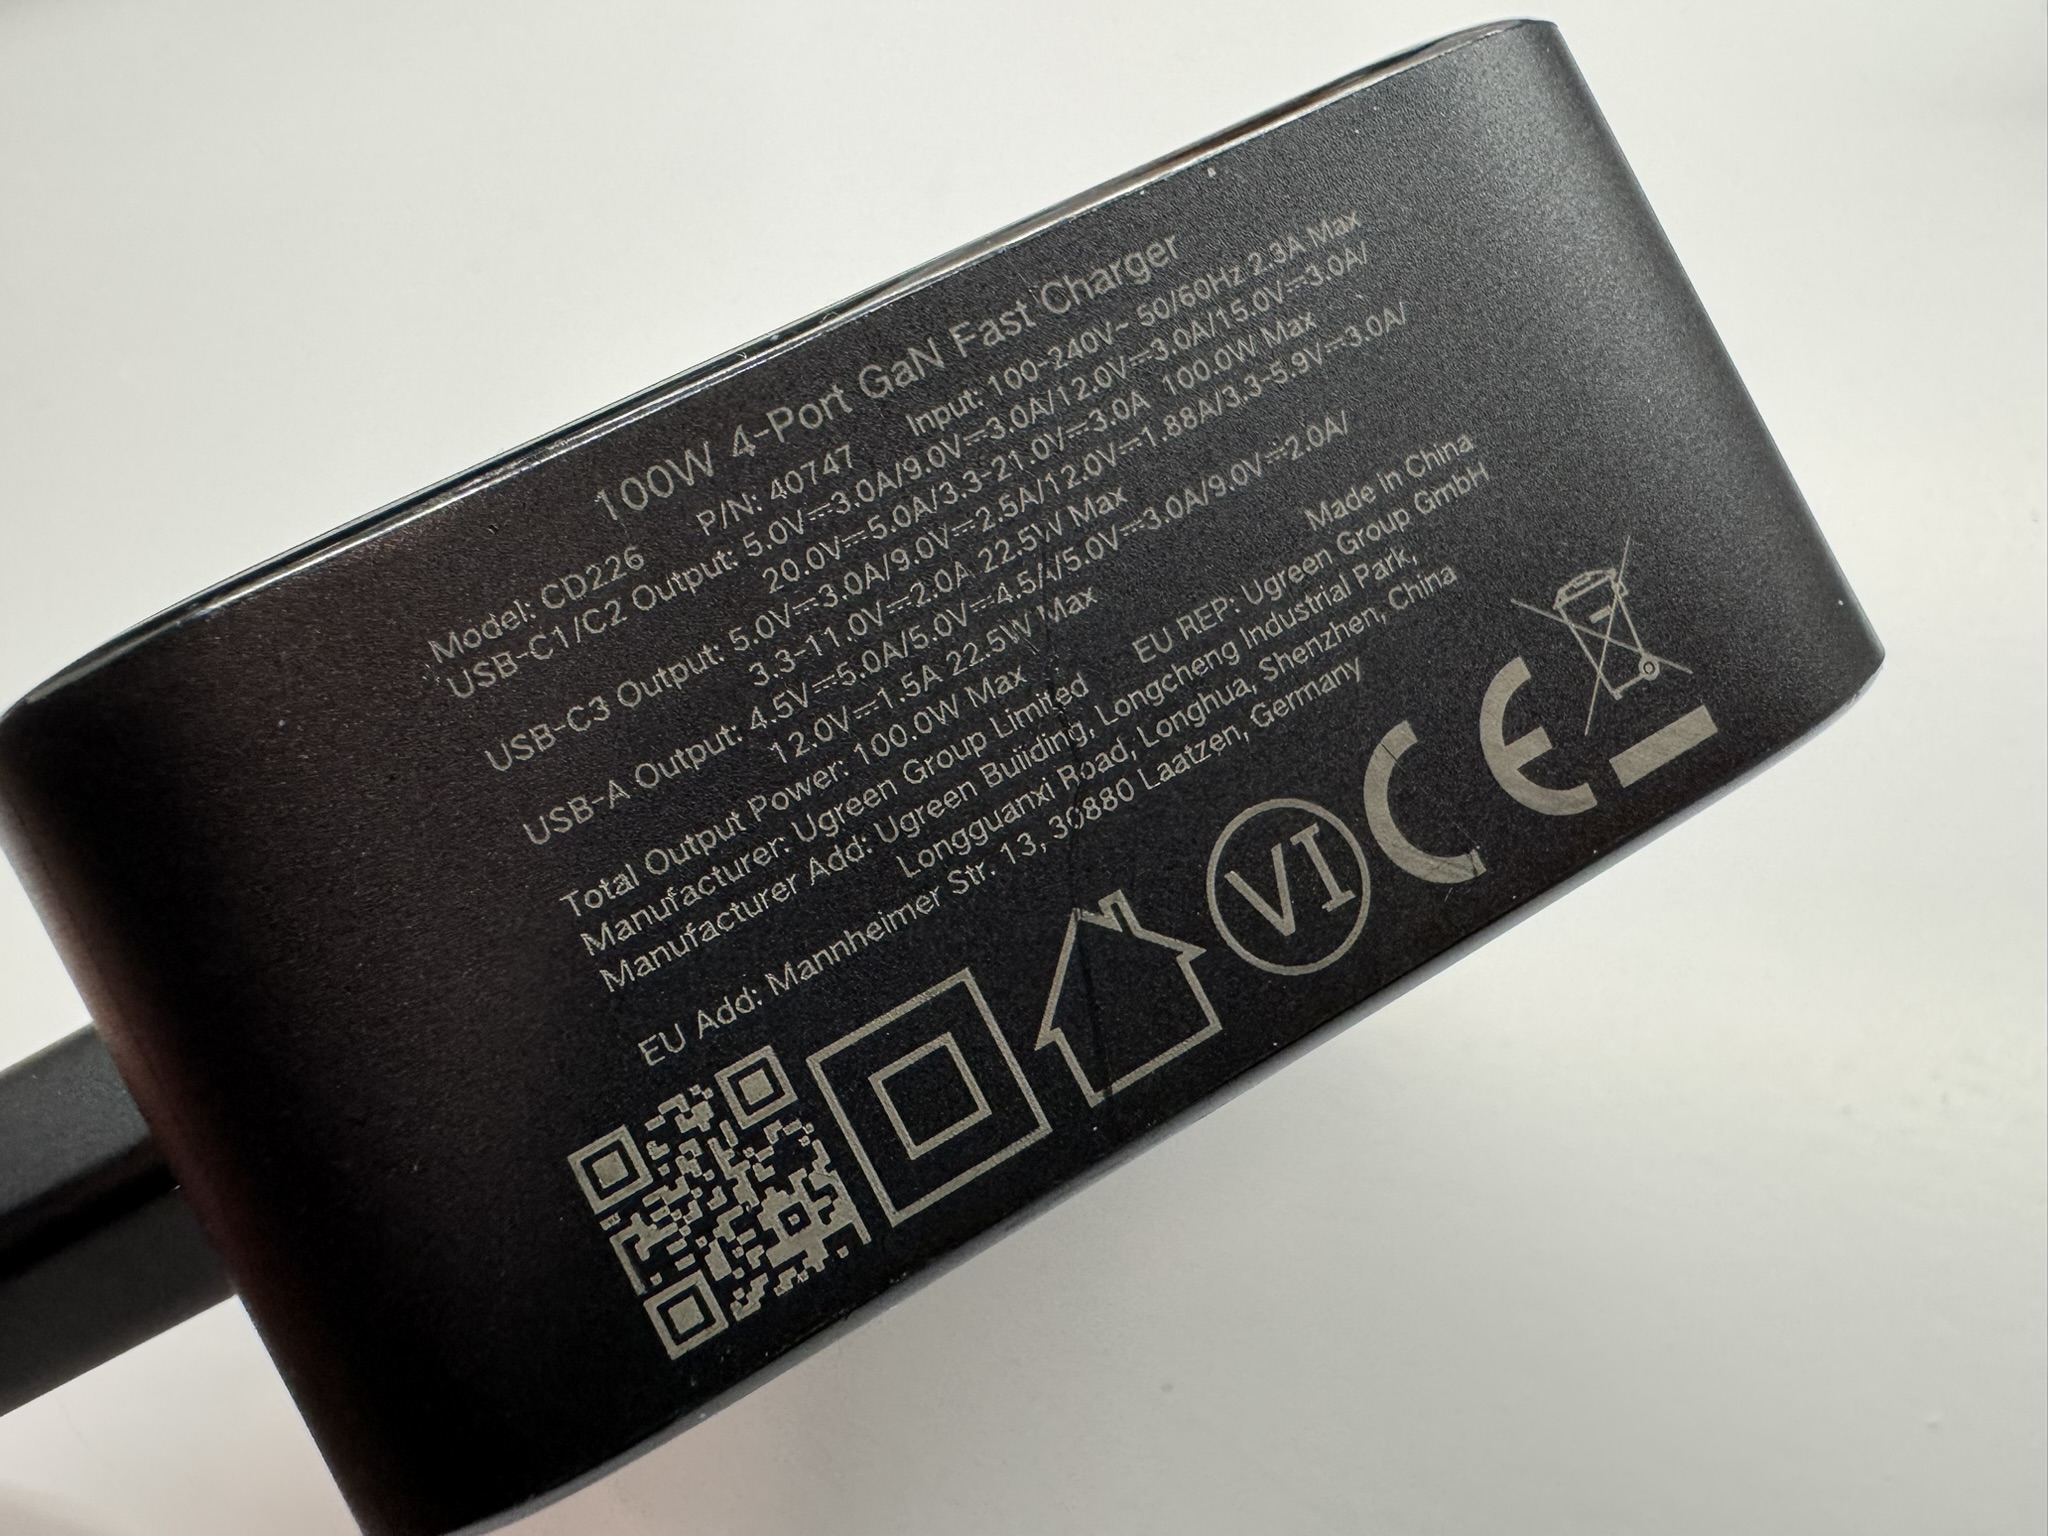 100W 4-Port GaN Fast Charger
Model: CD226 P/N: 40747 Input: 100-240V~ 50/60Hz 2.3A Max
USB-C1/C2 Output: 5.0V⎓3.0A/9.0V⎓3.0A/12.0V⎓3.0A/15.0V⎓3.0A/
20.0V⎓5.0A/3.3-21.0V⎓3.0A 100.0W Max
USB-C3 Output: 5.0V⎓3.0A/9.0V⎓2.5A/12.0V⎓1.88A/3.3-5.9V⎓3.0A/
3.3-11.0V⎓2.0A 22.5W Max
USB-A Output: 4.5V⎓5.0A/5.0V⎓4.5A/5.0V⎓3.0A/9.0V⎓2.0A/
12.0V⎓1.5A 22.5W Max
Total Output Power: 100.0W Max Made in China
Manufacturer: Ugreen Group Limited EU REP: Ugreen Group GmbH
Manufacturer Add: Ugreen Building, Longcheng Industrial Park,
Longguanxi Road, Longhua, Shenzhen, China
EU Add: Mannheimer Str. 13, 30880 Laatzen, Germany
VI CE